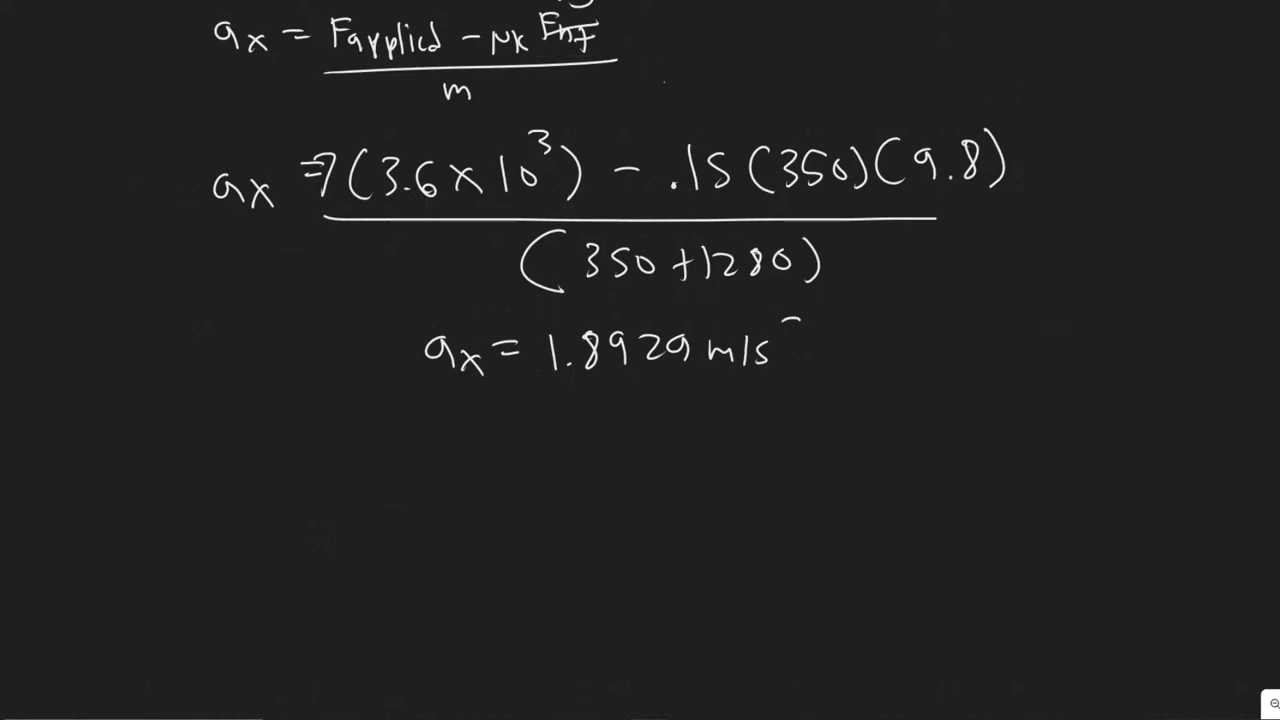 ax = Fapplied - μk Fnf
m
ax = (3.6 x 10^3) - .15(350)(9.8)
(350+1280)
ax = 1.8929 m/s